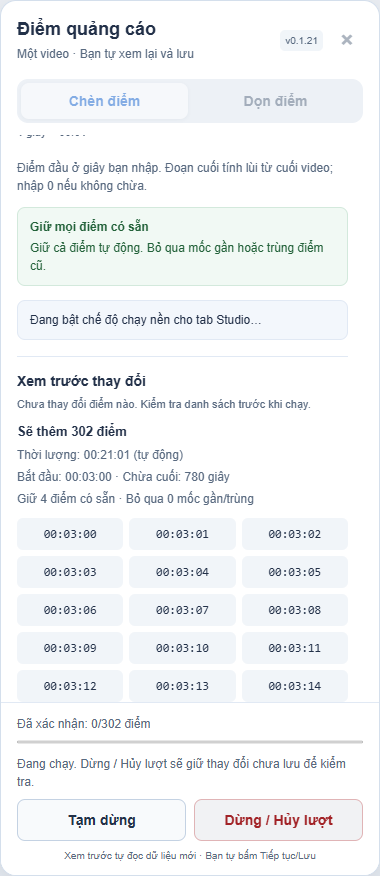 Điểm quảng cáo
Một video · Bạn tự xem lại và lưu
v0.1.21
Chèn điểm
Dọn điểm
Điểm đầu ở giây bạn nhập. Đoạn cuối tính lùi từ cuối video;
nhập 0 nếu không chừa.
Giữ mọi điểm có sẵn
Giữ cả điểm tự động. Bỏ qua mốc gần hoặc trùng điểm
cũ.
Đang bật chế độ chạy nền cho tab Studio...
Xem trước thay đổi
Chưa thay đổi điểm nào. Kiểm tra danh sách trước khi chạy.
Sẽ thêm 302 điểm
Thời lượng: 00:21:01 (tự động)
Bắt đầu: 00:03:00 · Chừa cuối: 780 giây
Giữ 4 điểm có sẵn · Bỏ qua 0 mốc gần/trùng
00:03:00 00:03:01 00:03:02
00:03:03 00:03:04 00:03:05
00:03:06 00:03:07 00:03:08
00:03:09 00:03:10 00:03:11
00:03:12 00:03:13 00:03:14
Đã xác nhận: 0/302 điểm
Đang chạy. Dừng / Hủy lượt sẽ giữ thay đổi chưa lưu để kiểm
tra.
Tạm dừng
Dừng / Hủy lượt
Xem trước tự đọc dữ liệu mới · Bạn tự bấm Tiếp tục/Lưu